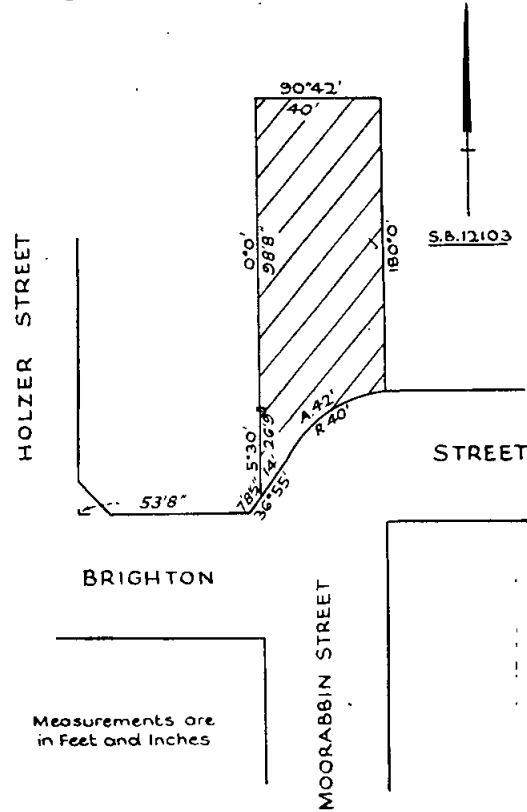 90°42'
40'
0°0'
98'8"
180°0'
S.B.12103
HOLZER STREET
A.42'
R.40'
5°30'
26'9"
14'
7'8½"
36°55'
53'8"
STREET
BRIGHTON
MOORABBIN STREET
Measurements are
in Feet and Inches